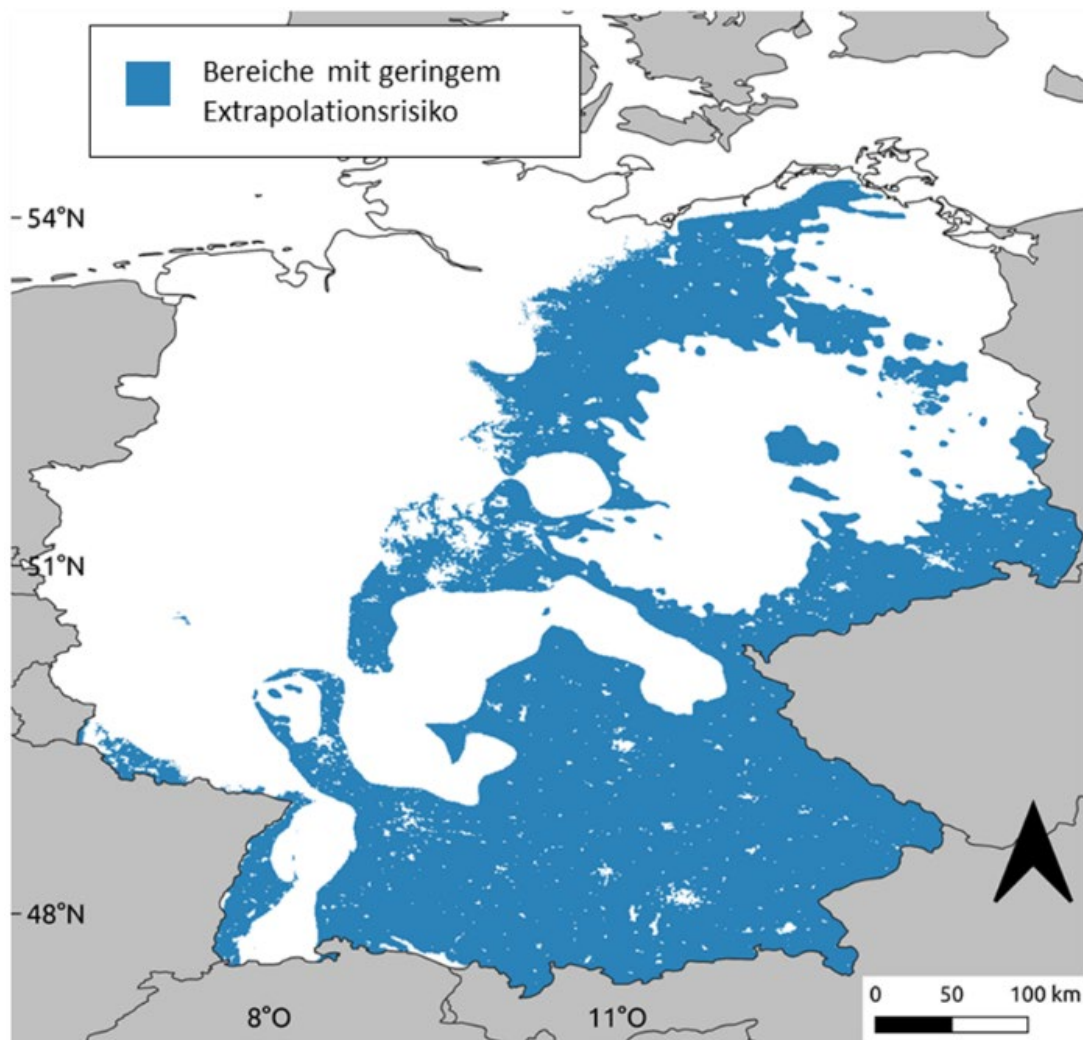 Bereiche mit geringem
Extrapolationsrisiko
54°N
51°N
48°N
8°O
11°O
0 50 100 km